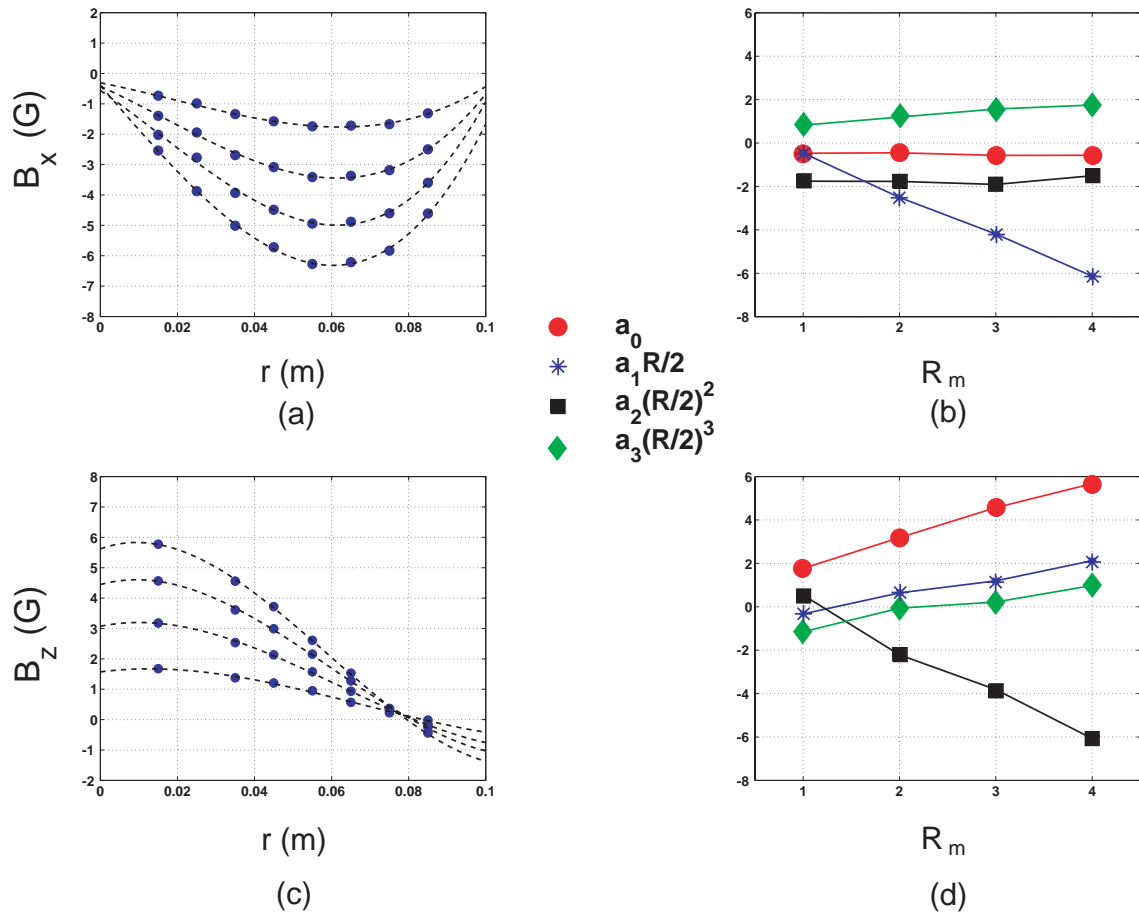 2
1
0
-1
-2
-3
-4
-5
-6
-7
-8
B_x (G)
0 0.02 0.04 0.06 0.08 0.1
r (m)
(a)
6
4
2
0
-2
-4
-6
-8
1 2 3 4
R_m
(b)
a_0
a_1R/2
a_2(R/2)^2
a_3(R/2)^3
8
7
6
5
4
3
2
1
0
-1
-2
B_z (G)
0 0.02 0.04 0.06 0.08 0.1
r (m)
(c)
6
4
2
0
-2
-4
-6
-8
1 2 3 4
R_m
(d)